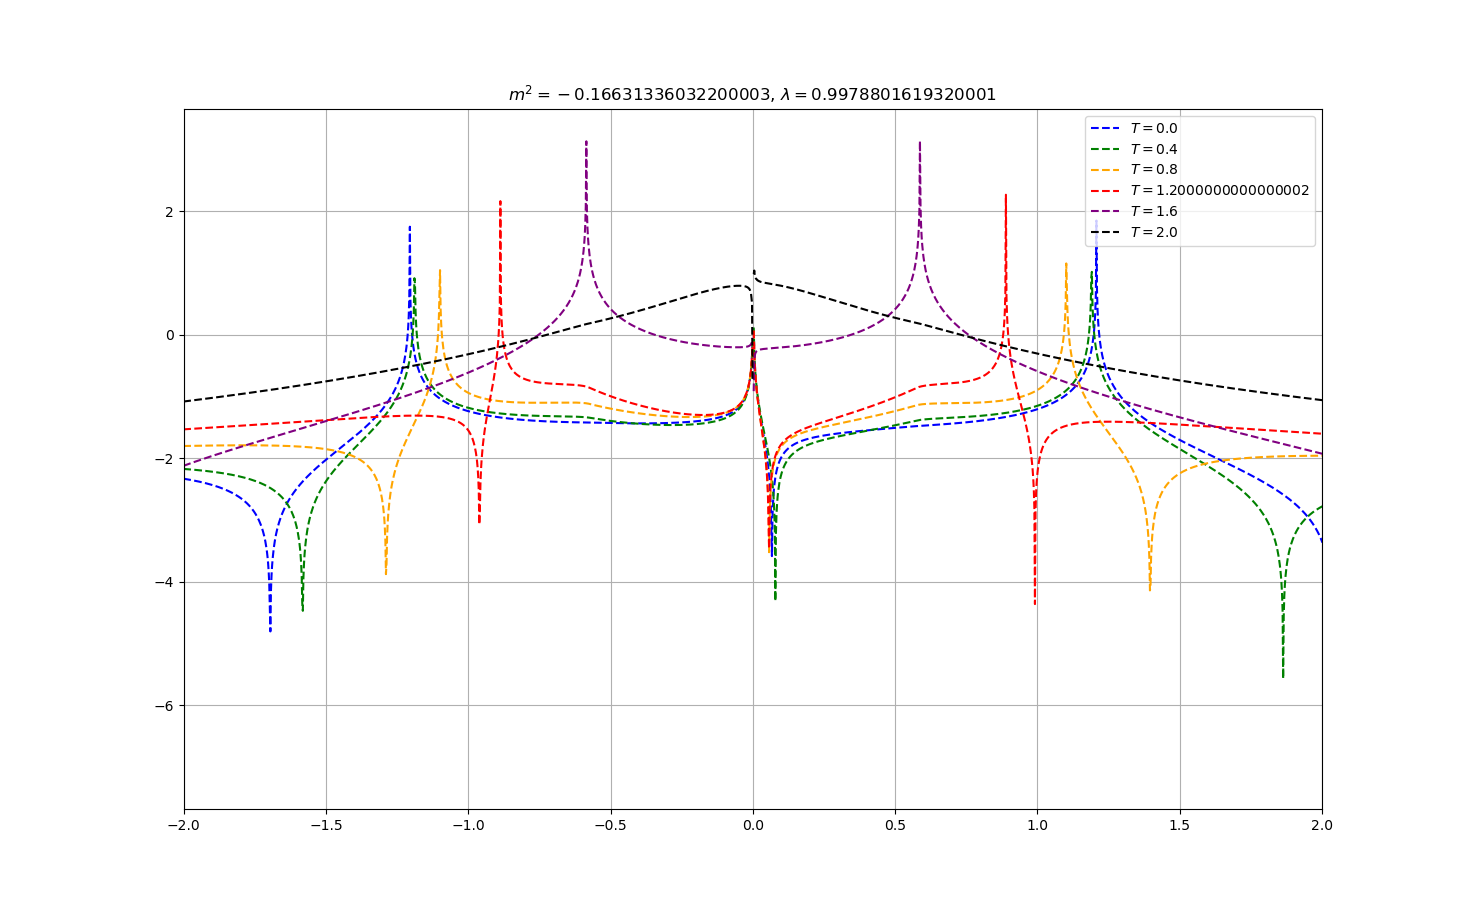 m² = −0.16631336032200003, λ = 0.9978801619320001
T = 0.0
T = 0.4
T = 0.8
T = 1.2000000000000002
T = 1.6
T = 2.0
2
0
−2
−4
−6
−2.0 −1.5 −1.0 −0.5 0.0 0.5 1.0 1.5 2.0